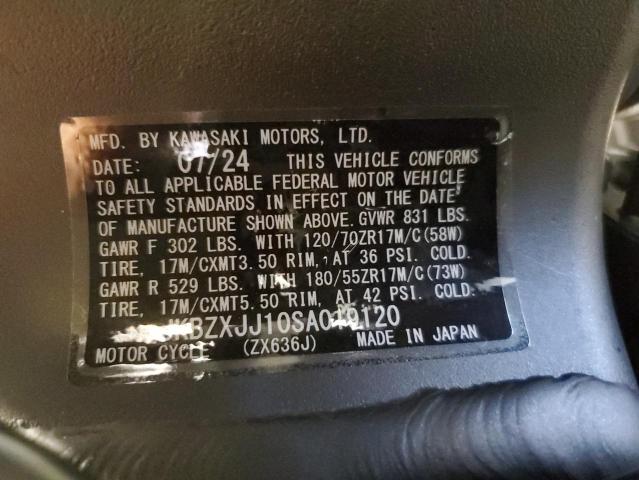 MFD. BY KAWASAKI MOTORS, LTD.
DATE: 07/24 THIS VEHICLE CONFORMS
TO ALL APPLICABLE FEDERAL MOTOR VEHICLE
SAFETY STANDARDS IN EFFECT ON THE DATE
OF MANUFACTURE SHOWN ABOVE. GVWR 831 LBS.
GAWR F 302 LBS. WITH 120/70ZR17M/C(58W)
TIRE, 17M/CXMT3.50 RIM, AT 36 PSI. COLD.
GAWR R 529 LBS. WITH 180/55ZR17M/C(73W)
TIRE, 17M/CXMT5.50 RIM, AT 42 PSI. COLD.
MOTOR CYCLE (ZX636J) MADE IN JAPAN